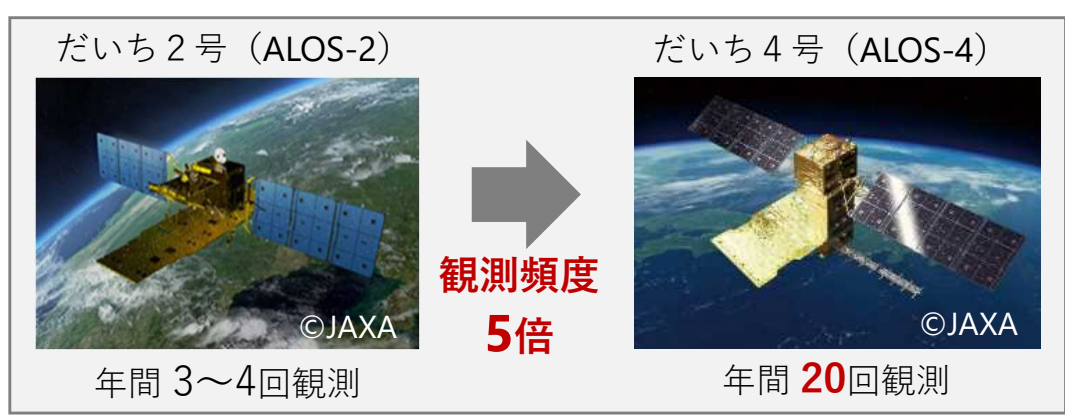 だいち２号（ALOS-2）
©JAXA
年間 3～4回観測
観測頻度
5倍
だいち４号（ALOS-4）
©JAXA
年間 20回観測